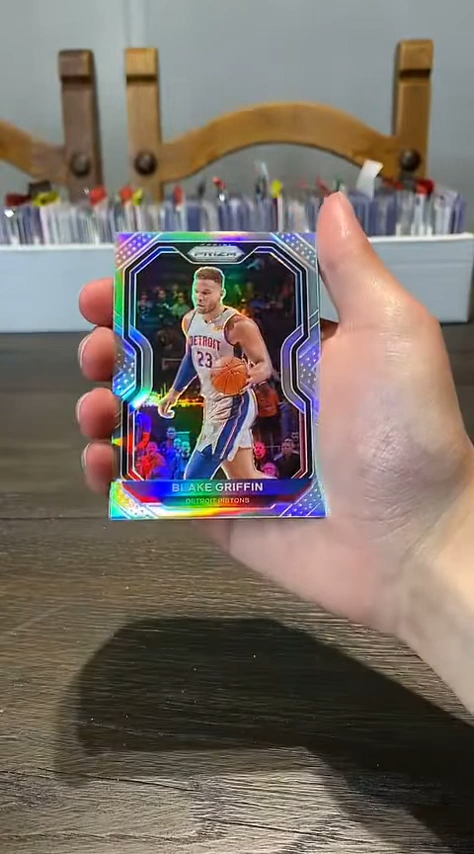 PRIZM
DETROIT
23
BLAKE GRIFFIN
DETROIT PISTONS